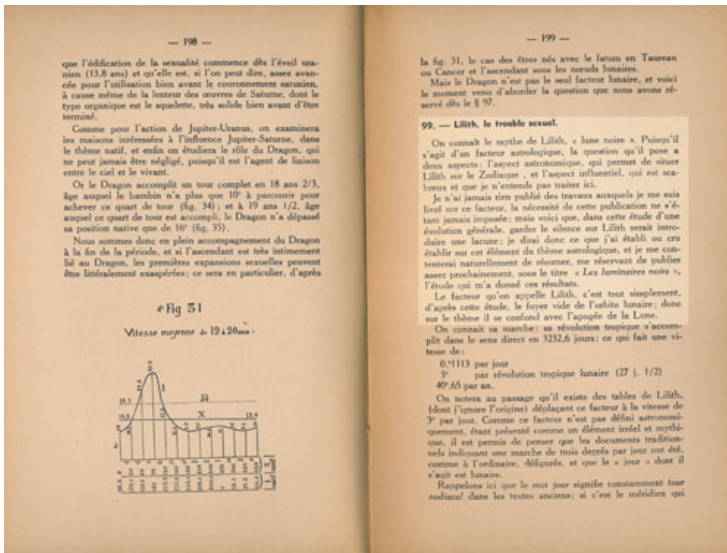 — 198 —
que l'édification de la sexualité commence dès l'éveil ura-
nien (13,8 ans) et qu'elle est, si l'on peut dire, assez avan-
cée pour l'utilisation bien avant le couronnement saturnien,
à cause même de la lenteur des œuvres de Saturne, dont le
type organique est le squelette, très solide bien avant d'être
terminé.
Comme pour l'action de Jupiter-Uranus, on examinera
les maisons intéressées à l'influence Jupiter-Saturne, dans
le thème natif, et enfin on étudiera le rôle du Dragon, qui
ne peut jamais être négligé, puisqu'il est l'agent de liaison
entre le ciel et le vivant.
Or le Dragon accomplit un tour complet en 18 ans 2/3,
âge auquel le bambin n'a plus que 10° à parcourir pour
achever ce quart de tour (fig. 34) ; et à 19 ans 1/2, âge
auquel ce quart de tour est accompli, le Dragon n'a dépassé
sa position native que de 16° (fig. 35).
Nous sommes donc en plein accompagnement du Dragon
à la fin de la période, et si l'ascendant est très intimement
lié au Dragon, les premières expansions sexuelles peuvent
être littéralement exaspérées; ce sera en particulier, d'après
Fig 31
Vitesse majeure de 19 à 20 ans -
— 199 —
la fig. 31, le cas des êtres nés avec le fatum en Taureau
ou Cancer et l'ascendant sous les nœuds lunaires.
Mais le Dragon n'est pas le seul facteur lunaire, et voici
le moment venu d'aborder la question que nous avons ré-
servé dès le § 97.
99. — Lilith, le trouble sexuel.
On connaît le mythe de Lilith, « lune noire ». Puisqu'il
s'agit d'un facteur astrologique, la question qu'il pose a
deux aspects : l'aspect astronomique, qui permet de situer
Lilith sur le Zodiaque , et l'aspect influentiel, qui est sca-
breux et que je n'entends pas traiter ici.
Je n'ai jamais rien publié des travaux auxquels je me suis
livré sur ce facteur, la nécessité de cette publication ne s'é-
tant jamais imposée; mais voici que, dans cette étude d'une
évolution générale, garder le silence sur Lilith serait intro-
duire une lacune; je dirai donc ce que j'ai établi ou cru
établir sur cet élément du thème astrologique, et je me con-
tenterai naturellement de résumer, me réservant de publier
assez prochainement, sous le titre « Les luminaires noirs »,
l'étude qui m'a donné ces résultats.
Le facteur qu'on appelle Lilith, c'est tout simplement,
d'après cette étude, le foyer vide de l'orbite lunaire; donc
sur le thème il se confond avec l'apogée de la Lune.
On connaît sa marche: sa révolution tropique s'accom-
plit dans le sens direct en 3232,6 jours; ce qui fait une vi-
tesse de :
0,°1113 par jour
3° par révolution tropique lunaire (27 j. 1/2)
40°,65 par an.
On notera au passage qu'il existe des tables de Lilith,
(dont j'ignore l'origine) déplaçant ce facteur à la vitesse de
3° par jour. Comme ce facteur n'est pas défini astronomi-
quement, étant présenté comme un élément irréel et mythi-
que, il est permis de penser que les documents tradition-
nels indiquant une marche de trois degrés par jour ont été,
comme à l'ordinaire, défigurés, et que le « jour » dont il
s'agit est lunaire.
Rappelons ici que le mot jour signifie constamment tour
zodiacal dans les textes anciens; si c'est le méridien qui